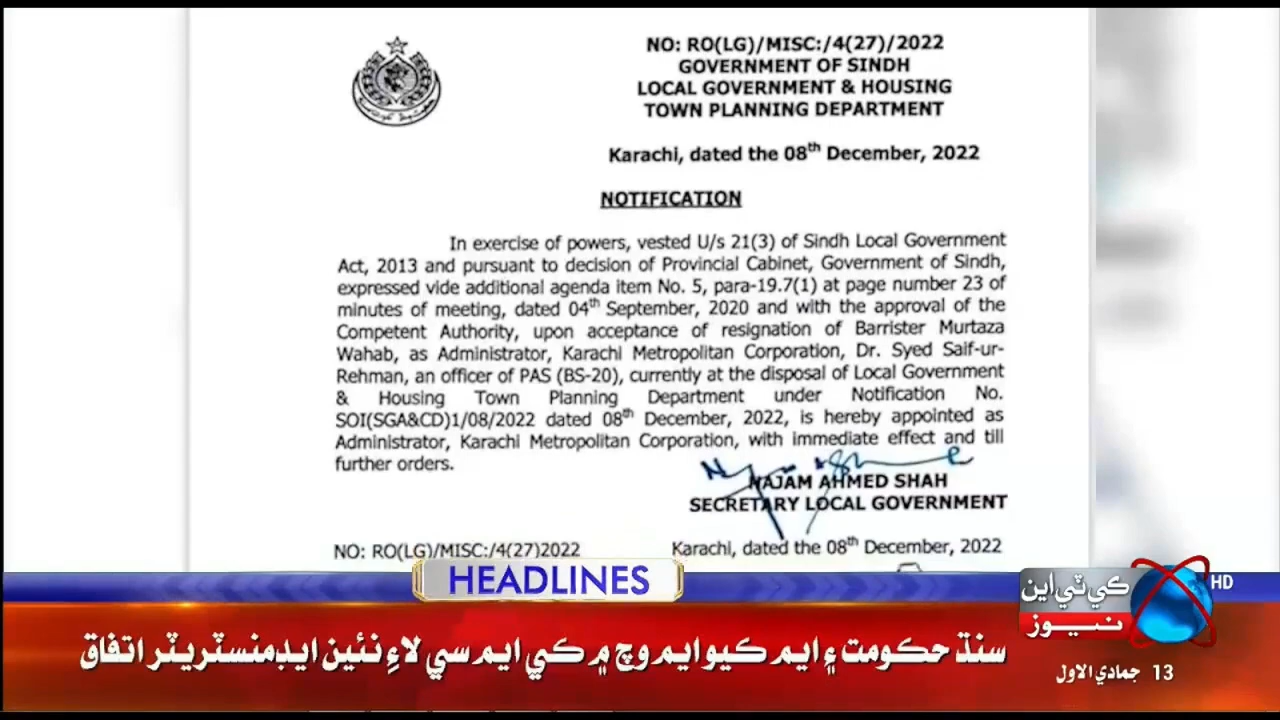 NO: RO(LG)/MISC:/4(27)/2022
GOVERNMENT OF SINDH
LOCAL GOVERNMENT & HOUSING
TOWN PLANNING DEPARTMENT
Karachi, dated the 08th December, 2022
NOTIFICATION
In exercise of powers, vested U/s 21(3) of Sindh Local Government
Act, 2013 and pursuant to decision of Provincial Cabinet, Government of Sindh,
expressed vide additional agenda item No. 5, para-19.7(1) at page number 23 of
minutes of meeting, dated 04th September, 2020 and with the approval of the
Competent Authority, upon acceptance of resignation of Barrister Murtaza
Wahab, as Administrator, Karachi Metropolitan Corporation, Dr. Syed Saif-ur-
Rehman, an officer of PAS (BS-20), currently at the disposal of Local Government
& Housing Town Planning Department under Notification No.
SOI(SGA&CD)1/08/2022 dated 08th December, 2022, is hereby appointed as
Administrator, Karachi Metropolitan Corporation, with immediate effect and till
further orders.
NAJAM AHMED SHAH
SECRETARY LOCAL GOVERNMENT
NO: RO(LG)/MISC:/4(27)2022 Karachi, dated the 08th December, 2022
HEADLINES
ڪي ٽي اين
نيوز
HD
سنڌ حڪومت ۽ ايم ڪيو ايم وچ ۾ ڪي ايم سي لاءِ نئين ايڊمنسٽريٽر اتفاق
13 جمادي الاول